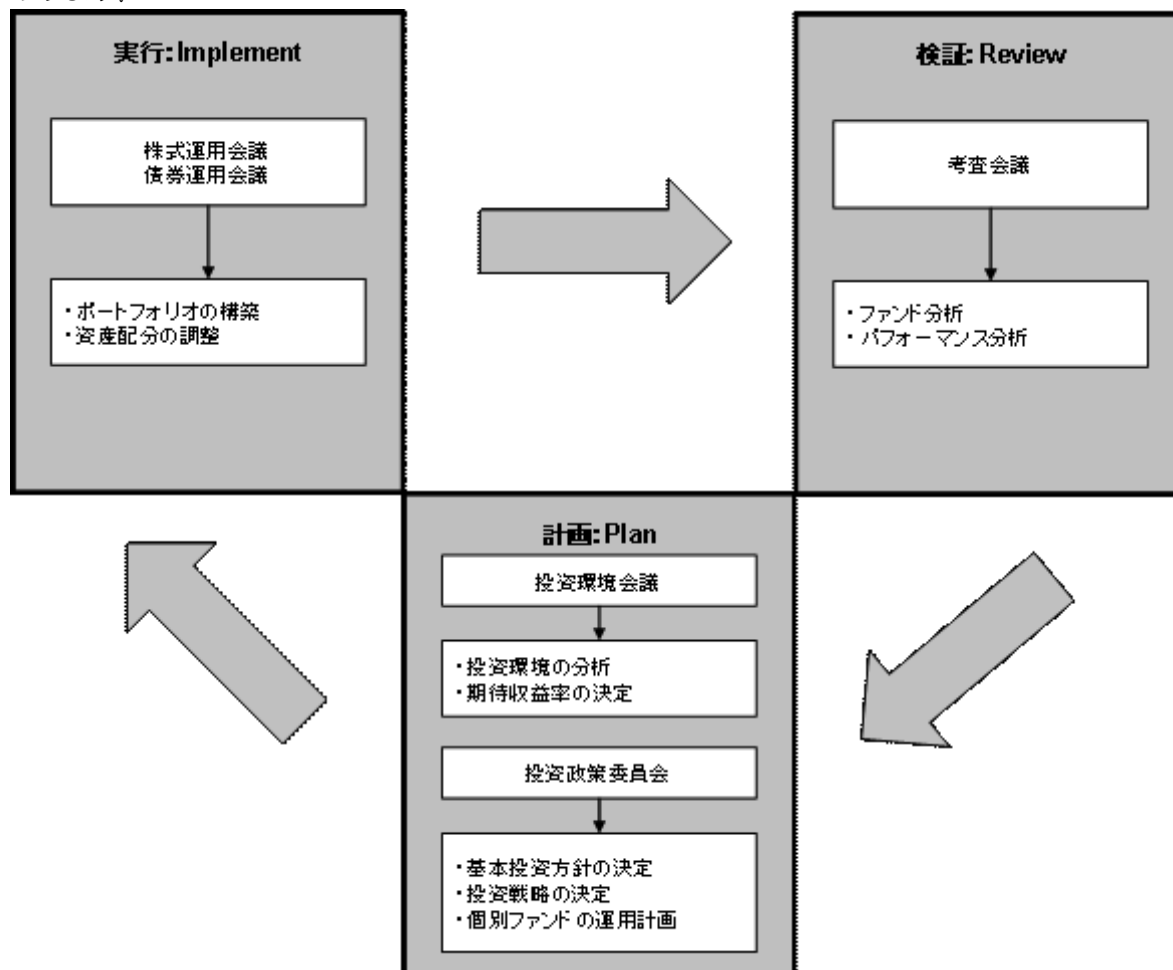 実行: Implement
株式運用会議
債券運用会議
・ポートフォリオの構築
・資産配分の調整
検証: Review
考査会議
・ファンド分析
・パフォーマンス分析
計画: Plan
投資環境会議
・投資環境の分析
・期待収益率の決定
投資政策委員会
・基本投資方針の決定
・投資戦略の決定
・個別ファンドの運用計画